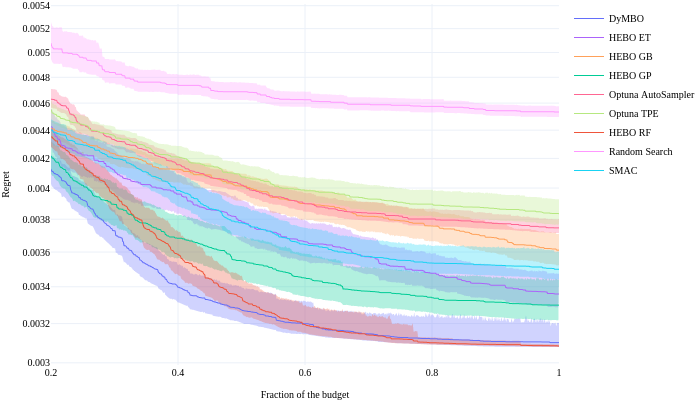 0.0054
0.0052
0.005
0.0048
0.0046
0.0044
0.0042
0.004
0.0038
0.0036
0.0034
0.0032
0.003
Regret
0.2
0.4
0.6
0.8
1
Fraction of the budget
DyMBO
HEBO ET
HEBO GB
HEBO GP
Optuna AutoSampler
Optuna TPE
HEBO RF
Random Search
SMAC